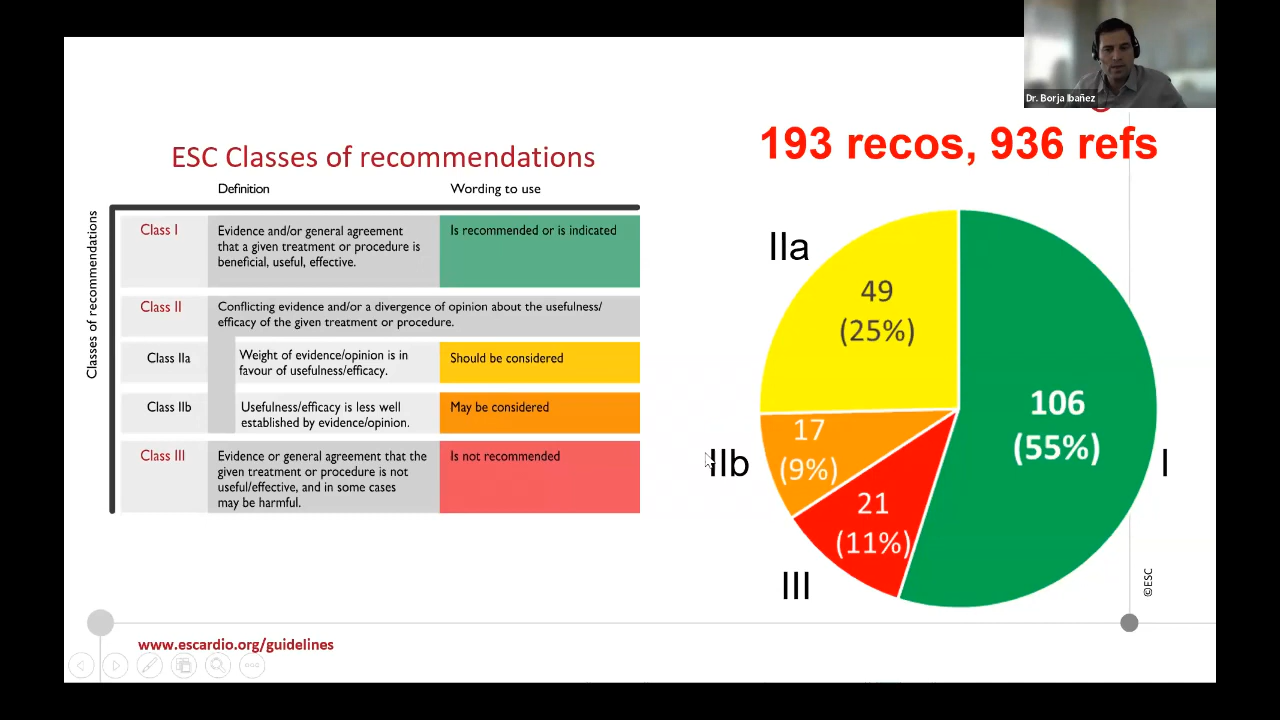 Dr. Borja Ibañez
193 recos, 936 refs
ESC Classes of recommendations
Definition
Wording to use
Classes of recommendations
Class I
Evidence and/or general agreement
that a given treatment or procedure is
beneficial, useful, effective.
Is recommended or is indicated
Class II
Conflicting evidence and/or a divergence of opinion about the usefulness/
efficacy of the given treatment or procedure.
Class IIa
Weight of evidence/opinion is in
favour of usefulness/efficacy.
Should be considered
Class IIb
Usefulness/efficacy is less well
established by evidence/opinion.
May be considered
Class III
Evidence or general agreement that the
given treatment or procedure is not
useful/effective, and in some cases
may be harmful.
Is not recommended
IIa
49
(25%)
106
(55%)
I
IIb
17
(9%)
21
(11%)
III
©ESC
www.escardio.org/guidelines